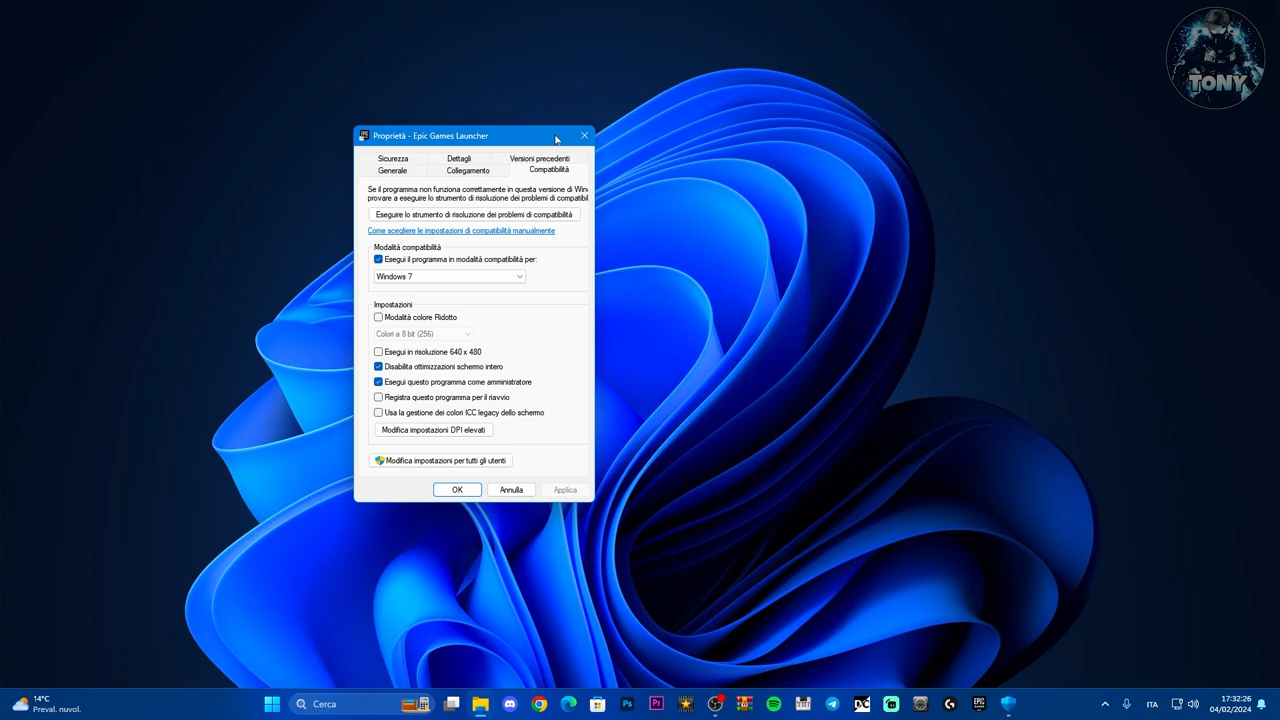 TONY
Proprietà - Epic Games Launcher
Sicurezza
Dettagli
Versioni precedenti
Generale
Collegamento
Compatibilità
Se il programma non funziona correttamente in questa versione di Win
provare a eseguire lo strumento di risoluzione dei problemi di compatibil
Eseguire lo strumento di risoluzione dei problemi di compatibilità
Come scegliere le impostazioni di compatibilità manualmente
Modalità compatibilità
Esegui il programma in modalità compatibilità per:
Windows 7
Impostazioni
Modalità colore Ridotto
Colori a 8 bit (256)
Esegui in risoluzione 640 x 480
Disabilita ottimizzazioni schermo intero
Esegui questo programma come amministratore
Registra questo programma per il riavvio
Usa la gestione dei colori ICC legacy dello schermo
Modifica impostazioni DPI elevati
Modifica impostazioni per tutti gli utenti
OK
Annulla
Applica
14°C
Preval. nuvol.
Cerca
Ps
Pr
EPIC
ITA
17:32:26
04/02/2024